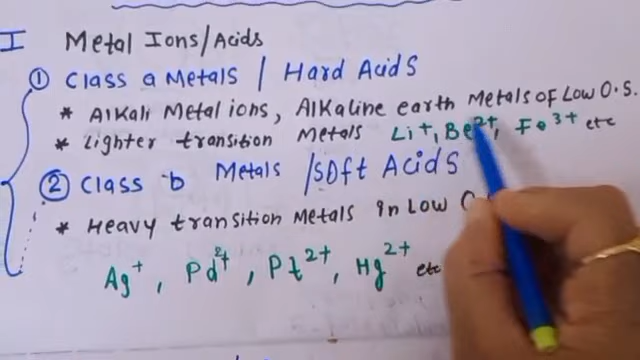 I Metal Ions/Acids
① Class a Metals / Hard Acids
* Alkali Metal ions, Alkaline earth Metals of Low O.S.
* Lighter transition Metals Li⁺, Be²⁺, Fe³⁺ etc
② Class b Metals /Soft Acids
* Heavy transition Metals in Low
Ag⁺, Pd²⁺, Pt²⁺, Hg²⁺ etc